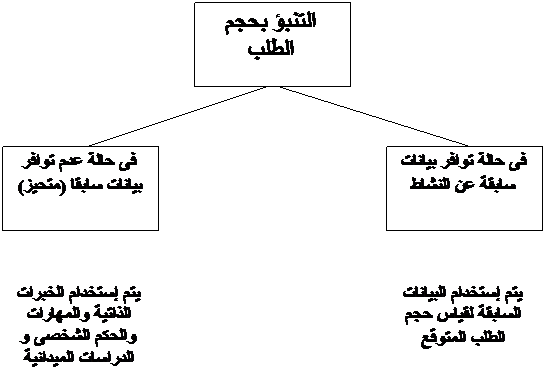 التنبؤ بحجم
الطلب
فى حالة توافر بيانات
سابقة عن النشاط
فى حالة عدم توافر
بيانات سابقا (متحيز)
يتم إستخدام البيانات
السابقة لقياس حجم
الطلب المتوقع
يتم إستخدام الخبرات
الذاتية والمهارات
والحكم الشخصى و
الدراسات الميدانية